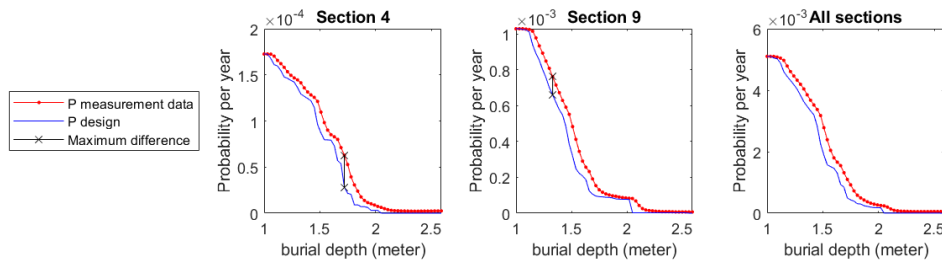 ×10⁻⁴ Section 4
Probability per year
2
1.5
1
0.5
0
1 1.5 2 2.5
burial depth (meter)
×10⁻³ Section 9
Probability per year
1
0.8
0.6
0.4
0.2
0
1 1.5 2 2.5
burial depth (meter)
×10⁻³ All sections
Probability per year
6
4
2
0
1 1.5 2 2.5
burial depth (meter)
P measurement data
P design
Maximum difference